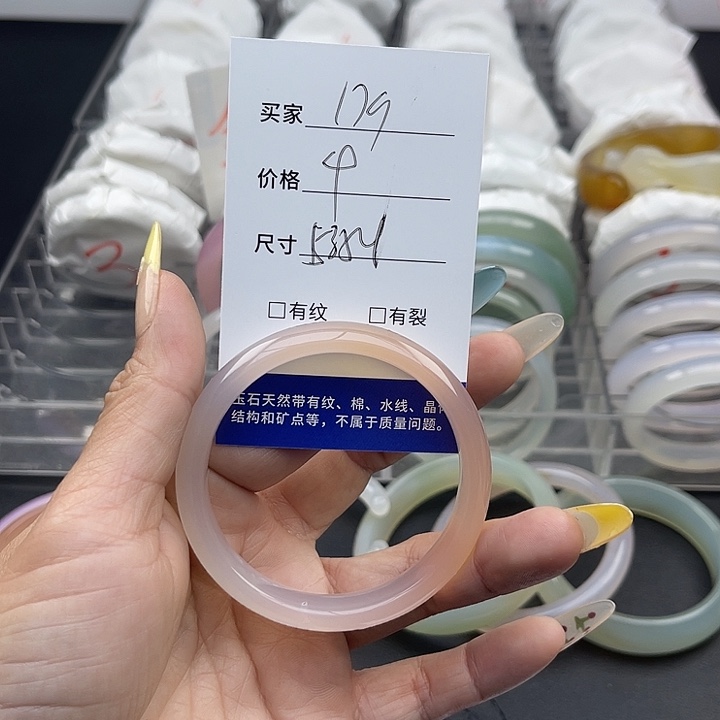 买家 179
价格
尺寸
□有纹 □有裂
玉石天然带有纹、棉、水线、晶体
结构和矿点等，不属于质量问题。